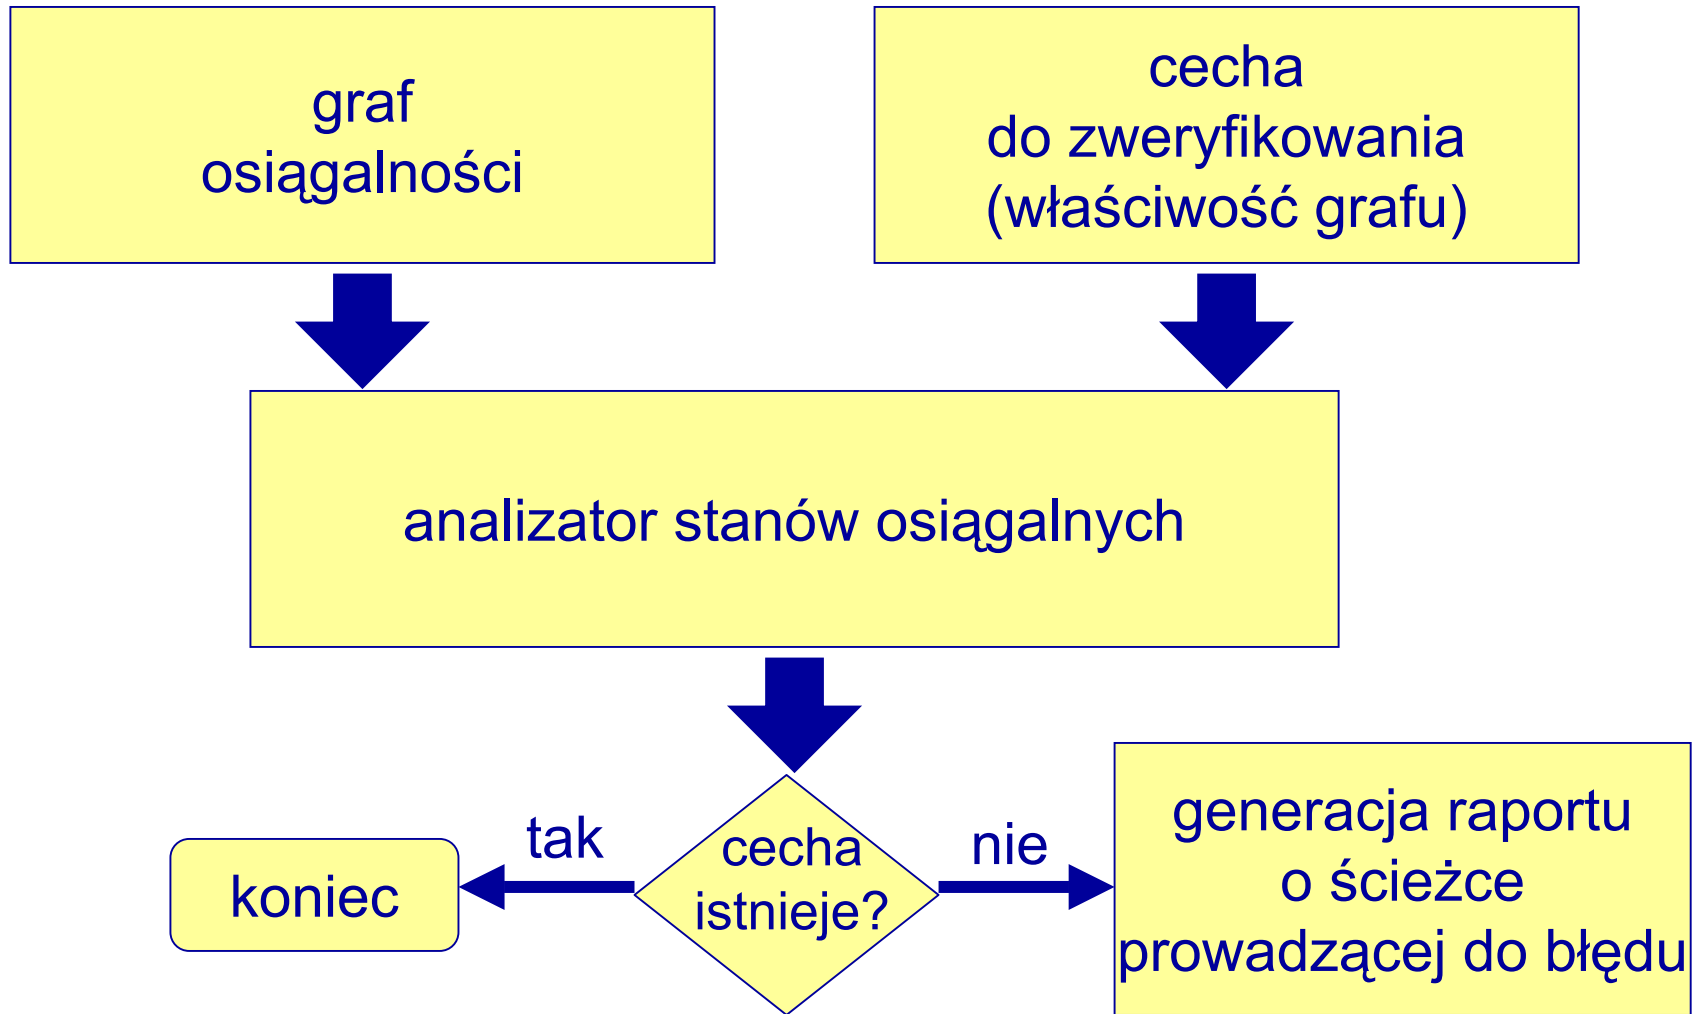 graf
osiągalności
cecha
do zweryfikowania
(właściwość grafu)
analizator stanów osiągalnych
tak
cecha
istnieje?
nie
koniec
generacja raportu
o ścieżce
prowadzącej do błędu